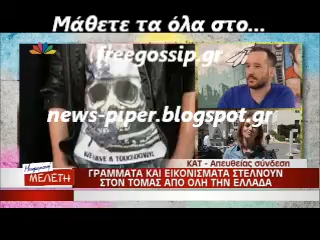 Μάθετε τα όλα στο...
freegossip.gr
news-piper.blogspot.gr
ΚΑΤ - Απευθείας σύνδεση
Μεσημεριανή
ΜΕΛΕΤΗ
ΓΡΑΜΜΑΤΑ ΚΑΙ ΕΙΚΟΝΙΣΜΑΤΑ ΣΤΕΛΝΟΥΝ
ΣΤΟΝ ΤΟΜΑΣ ΑΠΟ ΟΛΗ ΤΗΝ ΕΛΛΑΔΑ